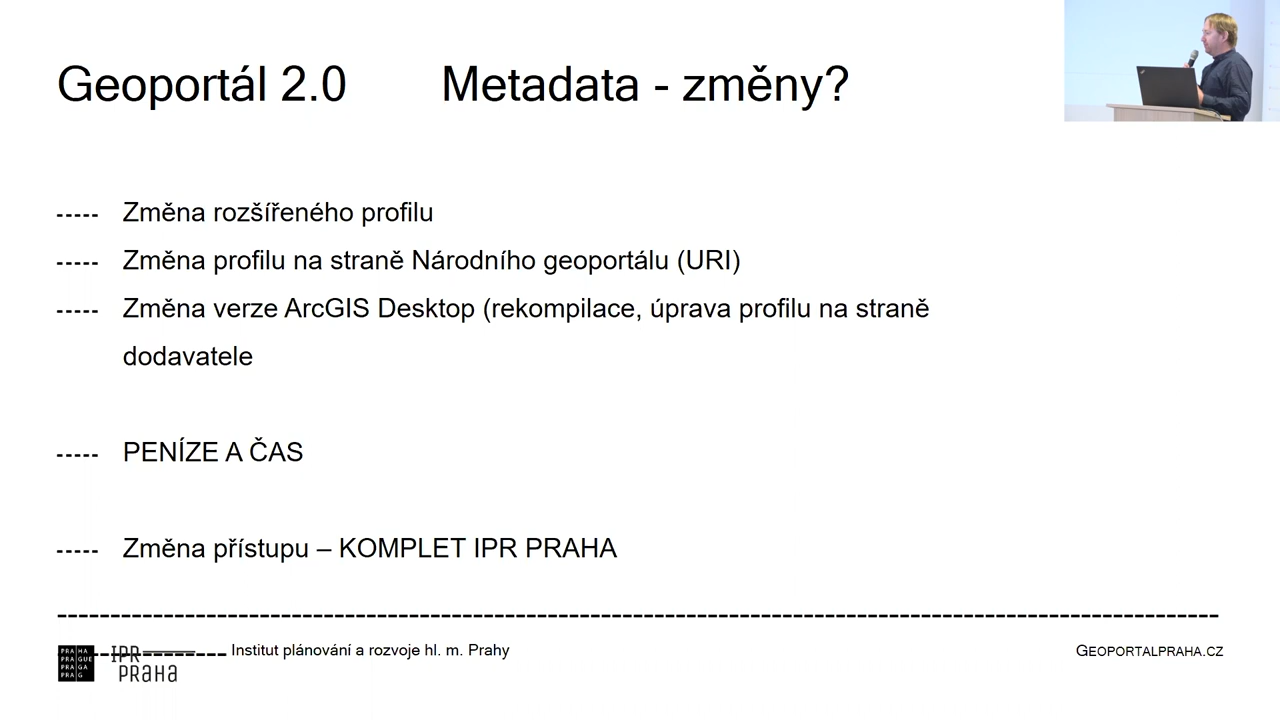 Geoportál 2.0 Metadata - změny?
----- Změna rozšířeného profilu
----- Změna profilu na straně Národního geoportálu (URI)
----- Změna verze ArcGIS Desktop (rekompilace, úprava profilu na straně
dodavatele
----- PENÍZE A ČAS
----- Změna přístupu – KOMPLET IPR PRAHA
PRA HA
PRA GUE
PRA GA
PRA G
IPR
PRAHA
Institut plánování a rozvoje hl. m. Prahy
GEOPORTALPRAHA.CZ